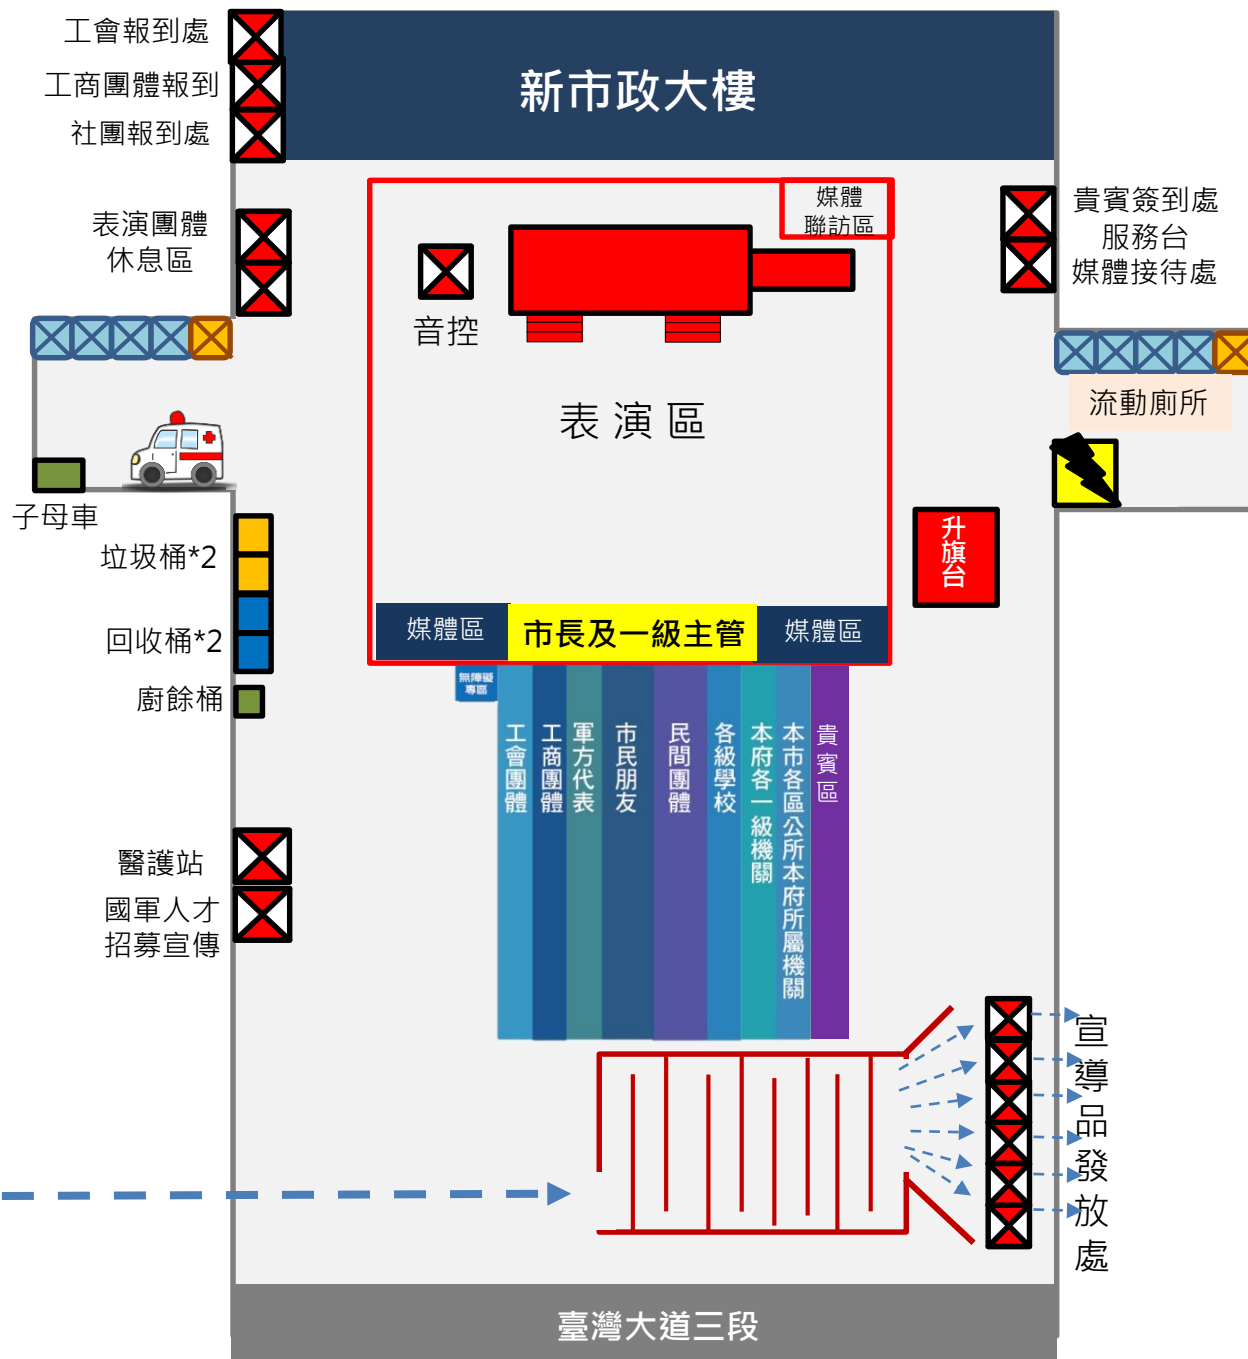 工會報到處
工商團體報到
社團報到處
新市政大樓
表演團體
休息區
媒體
聯訪區
貴賓簽到處
服務台
媒體接待處
音控
表演區
流動廁所
子母車
垃圾桶*2
回收桶*2
廚餘桶
升旗台
媒體區
市長及一級主管
媒體區
無障礙
專區
工會團體
工商團體
軍方代表
市民朋友
民間團體
各級學校
本府各一級機關
本市各區公所本府所屬機關
貴賓區
醫護站
國軍人才
招募宣傳
宣導品發放處
臺灣大道三段